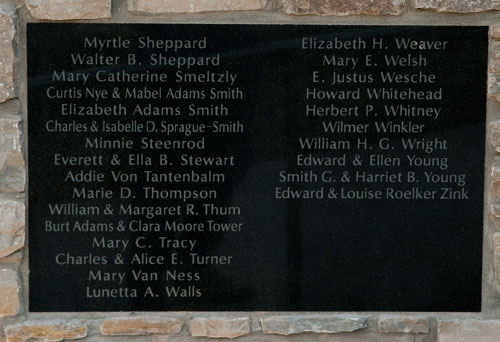 Myrtle Sheppard
Walter B. Sheppard
Mary Catherine Smeltzly
Curtis Nye & Mabel Adams Smith
Elizabeth Adams Smith
Charles & Isabelle D. Sprague-Smith
Minnie Steenrod
Everett & Ella B. Stewart
Addie Von Tantenbalm
Marie D. Thompson
William & Margaret R. Thum
Burt Adams & Clara Moore Tower
Mary C. Tracy
Charles & Alice E. Turner
Mary Van Ness
Lunetta A. Walls
Elizabeth H. Weaver
Mary E. Welsh
E. Justus Wesche
Howard Whitehead
Herbert P. Whitney
Wilmer Winkler
William H. G. Wright
Edward & Ellen Young
Smith G. & Harriet B. Young
Edward & Louise Roelker Zink